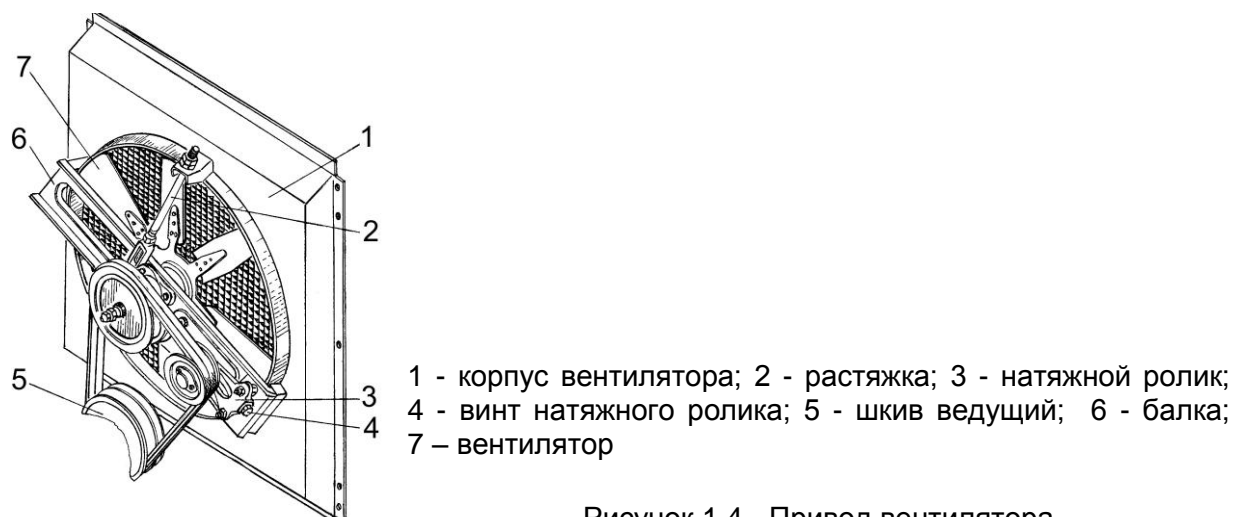 7
6
1
2
5
3
4
1 - корпус вентилятора; 2 - растяжка; 3 - натяжной ролик;
4 - винт натяжного ролика; 5 - шкив ведущий; 6 - балка;
7 – вентилятор
Рисунок 1.4 - Привод вентилятора